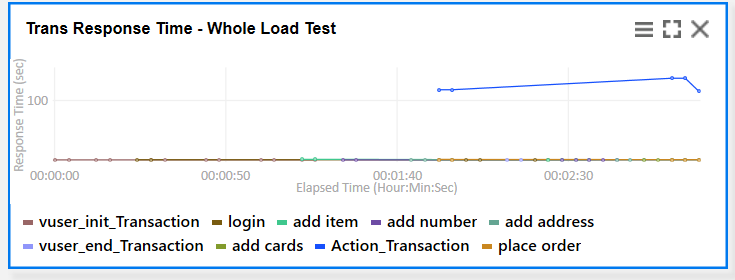 Trans Response Time - Whole Load Test
Response Time (sec)
100
00:00:00 00:00:50 00:01:40 00:02:30
Elapsed Time (Hour:Min:Sec)
vuser_init_Transaction login add item add number add address
vuser_end_Transaction add cards Action_Transaction place order